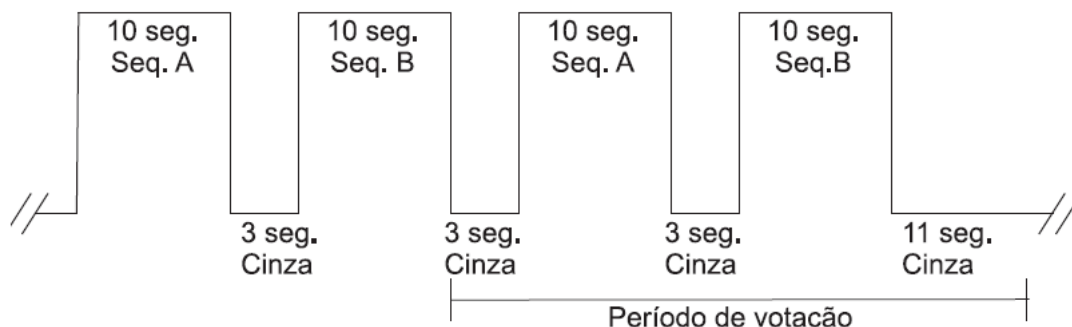 10 seg.
Seq. A
10 seg.
Seq. B
10 seg.
Seq. A
10 seg.
Seq.B
3 seg.
Cinza
3 seg.
Cinza
3 seg.
Cinza
11 seg.
Cinza
Período de votação